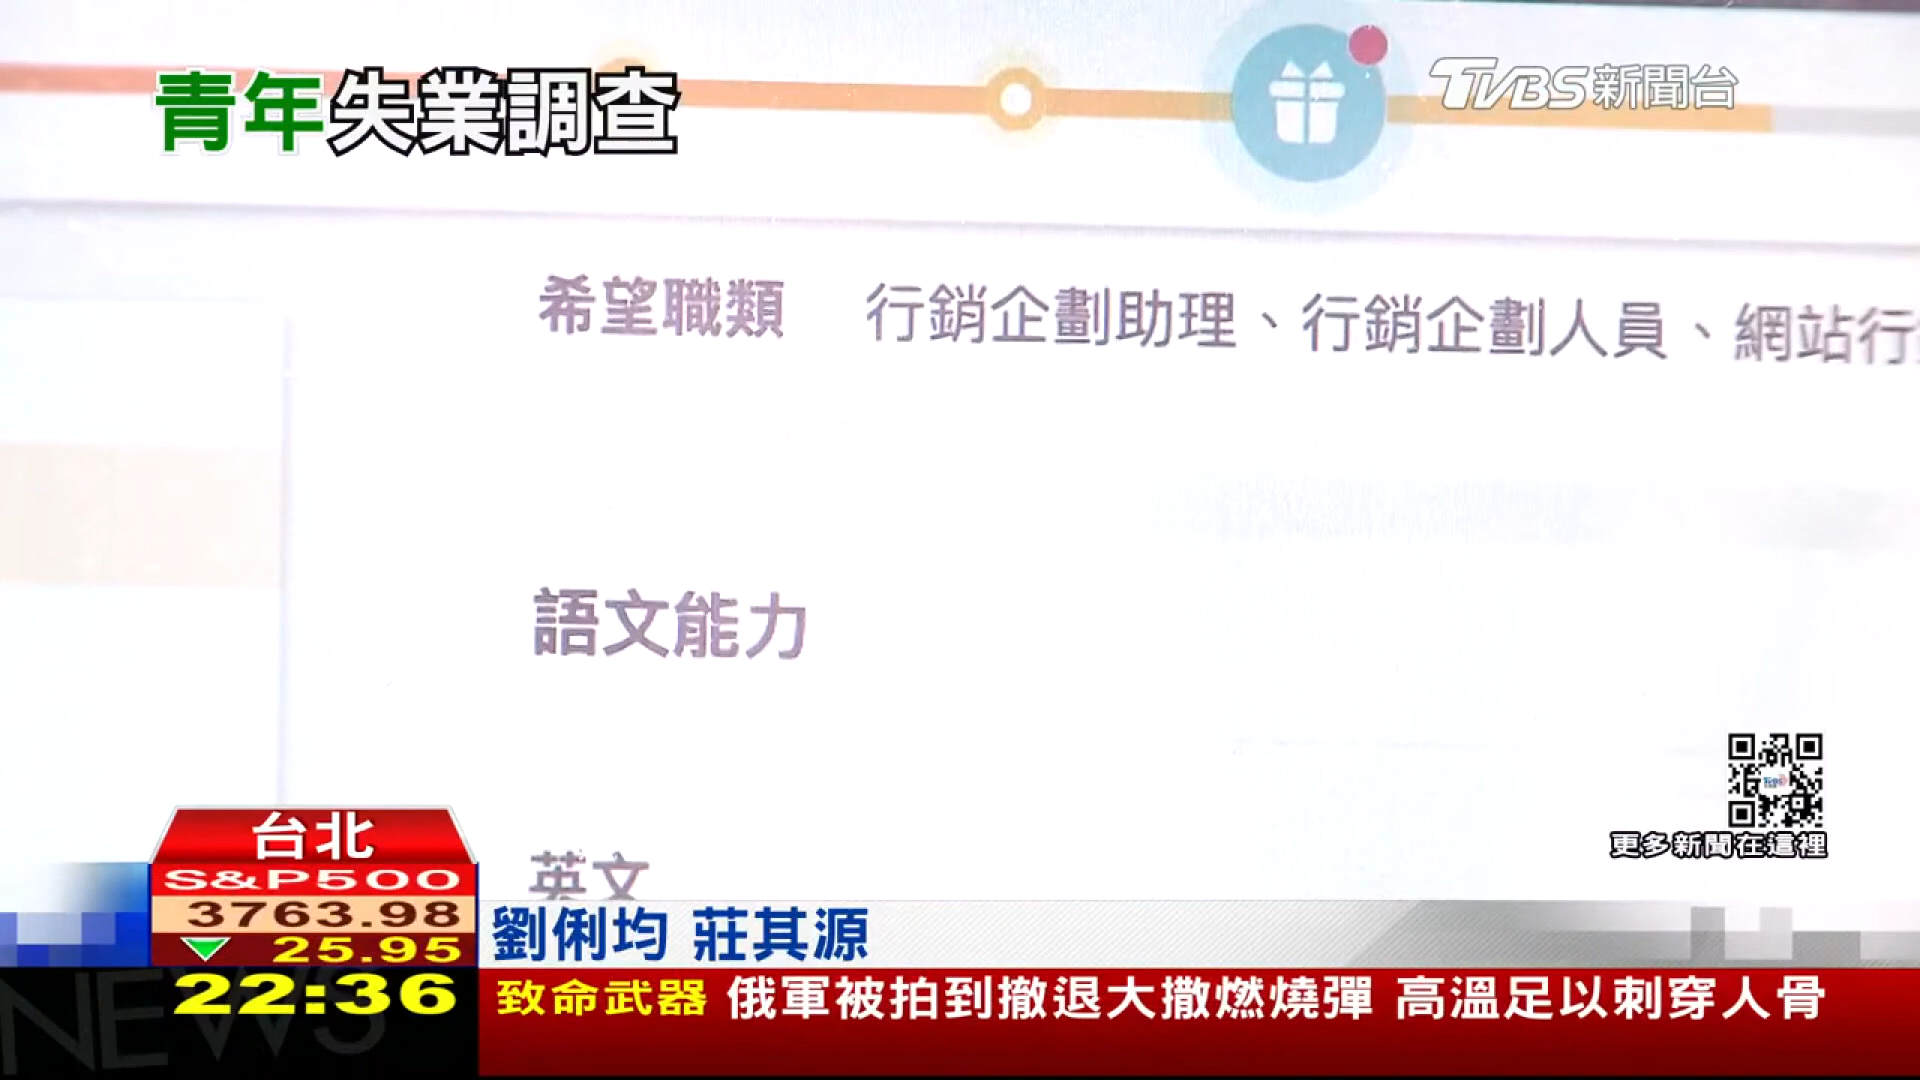 青年失業調查
TVBS新聞台
希望職類 行銷企劃助理、行銷企劃人員、網站行
語文能力
英文
更多新聞在這裡
台北
S&P500
3763.98
25.95
22:36
劉俐均 莊其源
致命武器 俄軍被拍到撤退大撒燃燒彈 高溫足以刺穿人骨
NEWS